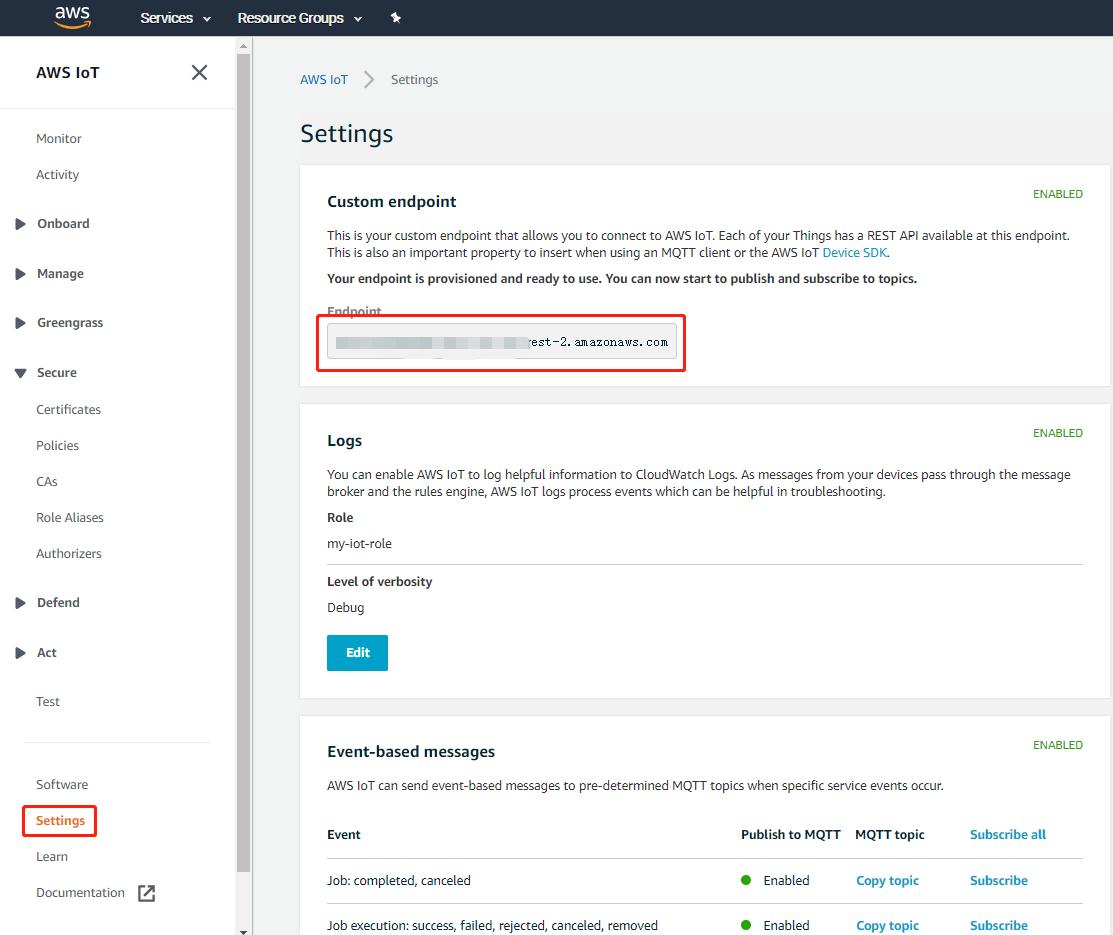 aws
Services
Resource Groups
AWS IoT
Monitor
Activity
Onboard
Manage
Greengrass
Secure
Certificates
Policies
CAs
Role Aliases
Authorizers
Defend
Act
Test
Software
Settings
Learn
Documentation
AWS IoT
Settings
Settings
Custom endpoint
ENABLED
This is your custom endpoint that allows you to connect to AWS IoT. Each of your Things has a REST API available at this endpoint.
This is also an important property to insert when using an MQTT client or the AWS IoT Device SDK.
Your endpoint is provisioned and ready to use. You can now start to publish and subscribe to topics.
Endpoint
est-2.amazonaws.com
Logs
ENABLED
You can enable AWS IoT to log helpful information to CloudWatch Logs. As messages from your devices pass through the message
broker and the rules engine, AWS IoT logs process events which can be helpful in troubleshooting.
Role
my-iot-role
Level of verbosity
Debug
Edit
Event-based messages
ENABLED
AWS IoT can send event-based messages to pre-determined MQTT topics when specific service events occur.
Event Publish to MQTT MQTT topic Subscribe all
Job: completed, canceled Enabled Copy topic Subscribe
Job execution: success, failed, rejected, canceled, removed Enabled Copy topic Subscribe